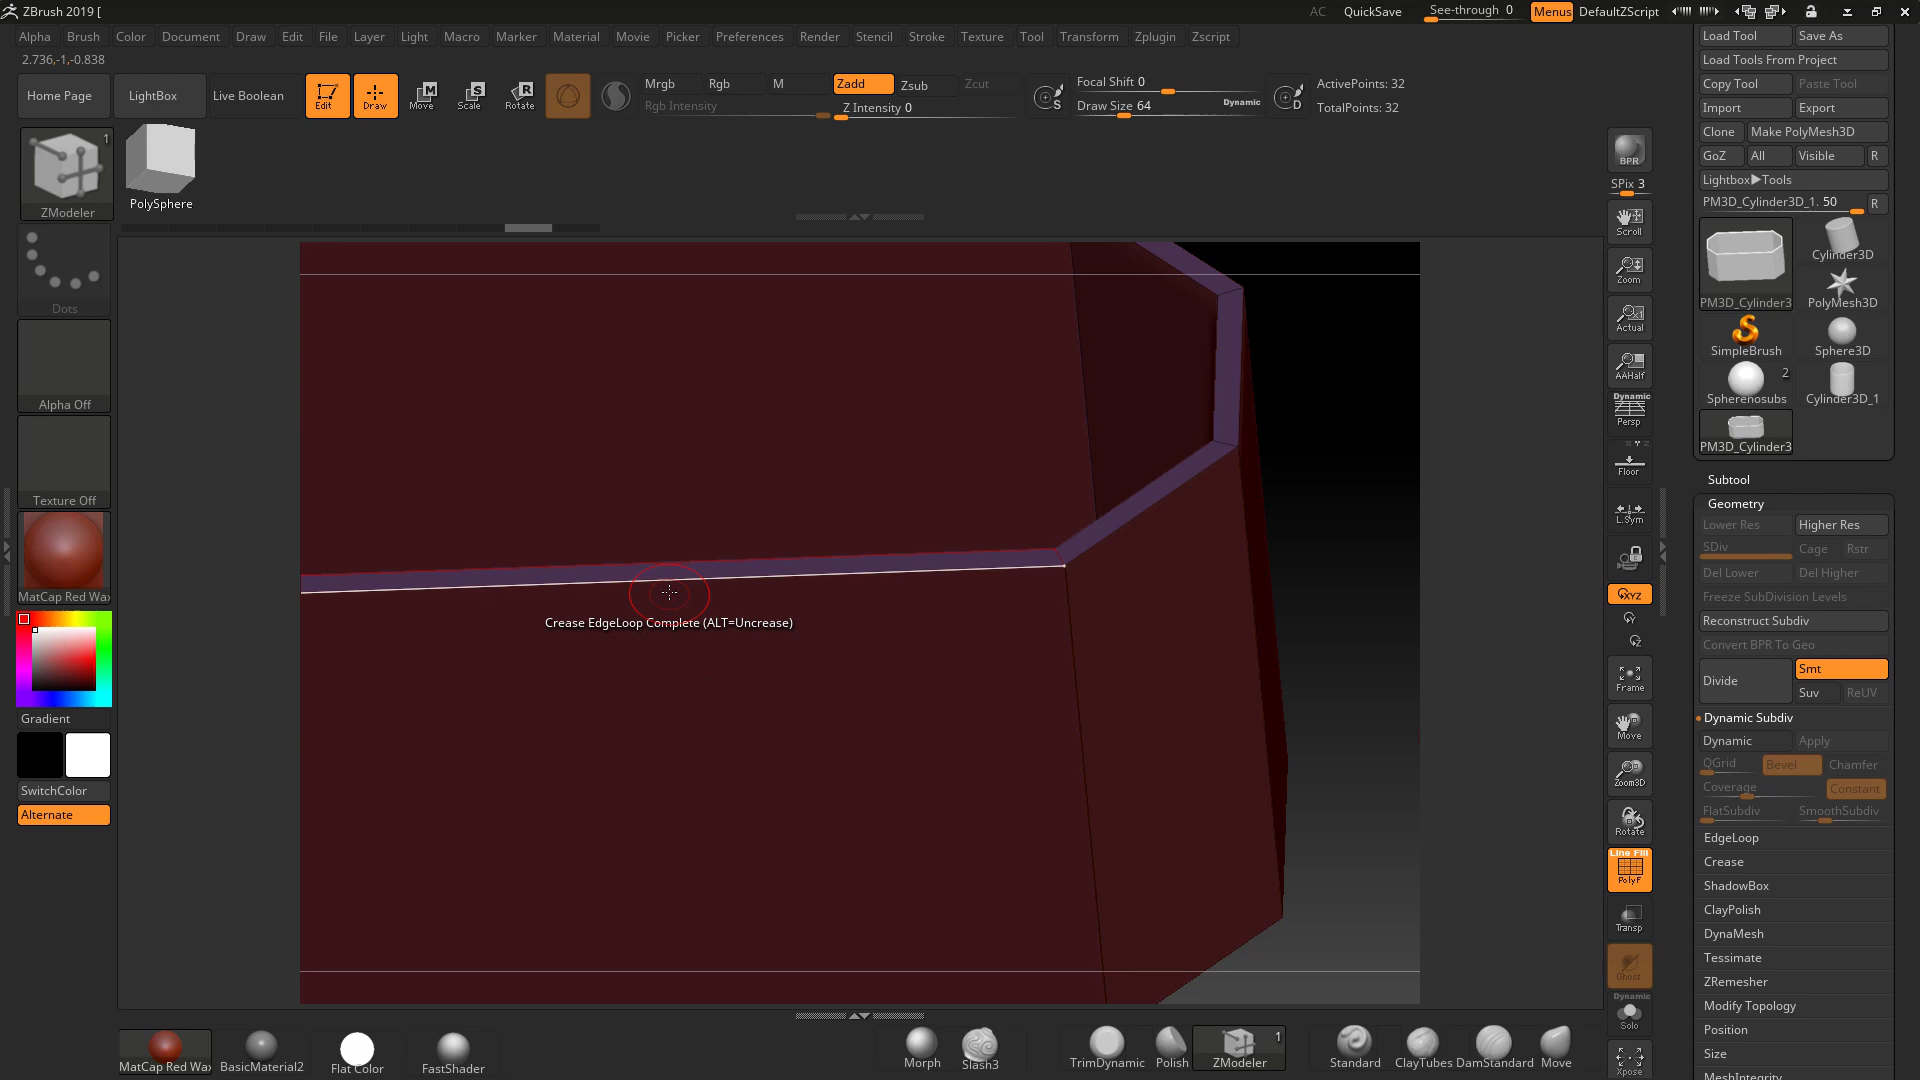 ZBrush 2019 [
AC QuickSave See-through 0 Menus DefaultZScript
Alpha Brush Color Document Draw Edit File Layer Light Macro Marker Material Movie Picker Preferences Render Stencil Stroke Texture Tool Transform Zplugin Zscript
2.736,-1,-0.838
Home Page LightBox Live Boolean Edit Draw Move Scale Rotate
Mrgb Rgb M Zadd Zsub Zcut
Rgb Intensity Z Intensity 0
Focal Shift 0
Draw Size 64 Dynamic
ActivePoints: 32
TotalPoints: 32
1
ZModeler
PolySphere
Dots
Alpha Off
Texture Off
MatCap Red Wax
Gradient
SwitchColor
Alternate
Crease EdgeLoop Complete (ALT=Uncrease)
BPR
SPix 3
Scroll
Zoom
Actual
AAHalf
Dynamic
Persp
Floor
L.Sym
XYZ
Y
Z
Frame
Move
Zoom3D
Rotate
Line Fill
PolyF
Transp
Ghost
Dynamic
Solo
Xpose
Load Tool Save As
Load Tools From Project
Copy Tool Paste Tool
Import Export
Clone Make PolyMesh3D
GoZ All Visible R
Lightbox▶Tools
PM3D_Cylinder3D_1. 50 R
PM3D_Cylinder3 Cylinder3D
PolyMesh3D
SimpleBrush Sphere3D
2
Spherenosubs Cylinder3D_1
PM3D_Cylinder3
Subtool
Geometry
Lower Res Higher Res
SDiv Cage Rstr
Del Lower Del Higher
Freeze SubDivision Levels
Reconstruct Subdiv
Convert BPR To Geo
Divide Smt
Suv ReUV
Dynamic Subdiv
Dynamic Apply
QGrid Bevel Chamfer
Coverage Constant
FlatSubdiv SmoothSubdiv
EdgeLoop
Crease
ShadowBox
ClayPolish
DynaMesh
Tessimate
ZRemesher
Modify Topology
Position
Size
MeshIntegrity
MatCap Red Wax BasicMaterial2 Flat Color FastShader Morph Slash3 TrimDynamic Polish ZModeler 1 Standard ClayTubes DamStandard Move